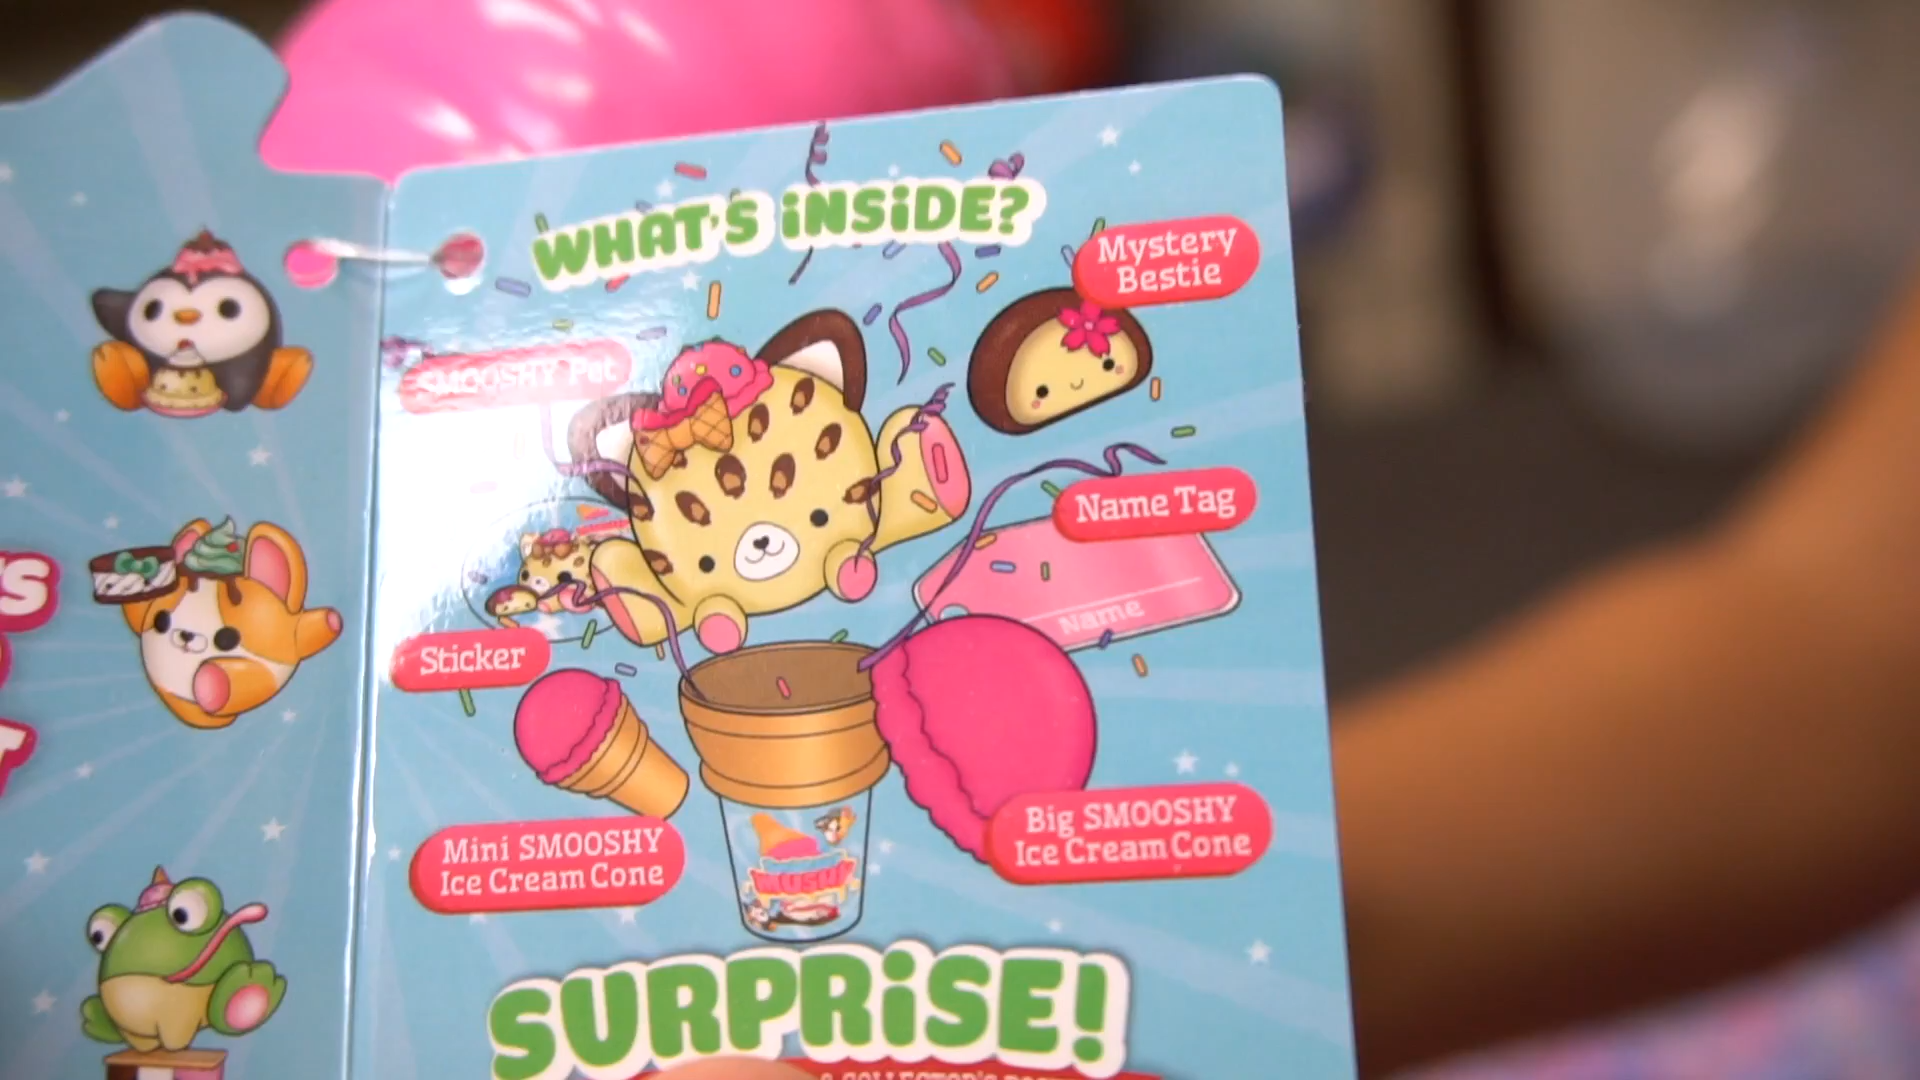 WHAT'S iNSiDE?
Mystery
Bestie
SMOOSHY Pet
Name Tag
Name
Sticker
Mini SMOOSHY
Ice Cream Cone
Big SMOOSHY
Ice Cream Cone
SURPRiSE!